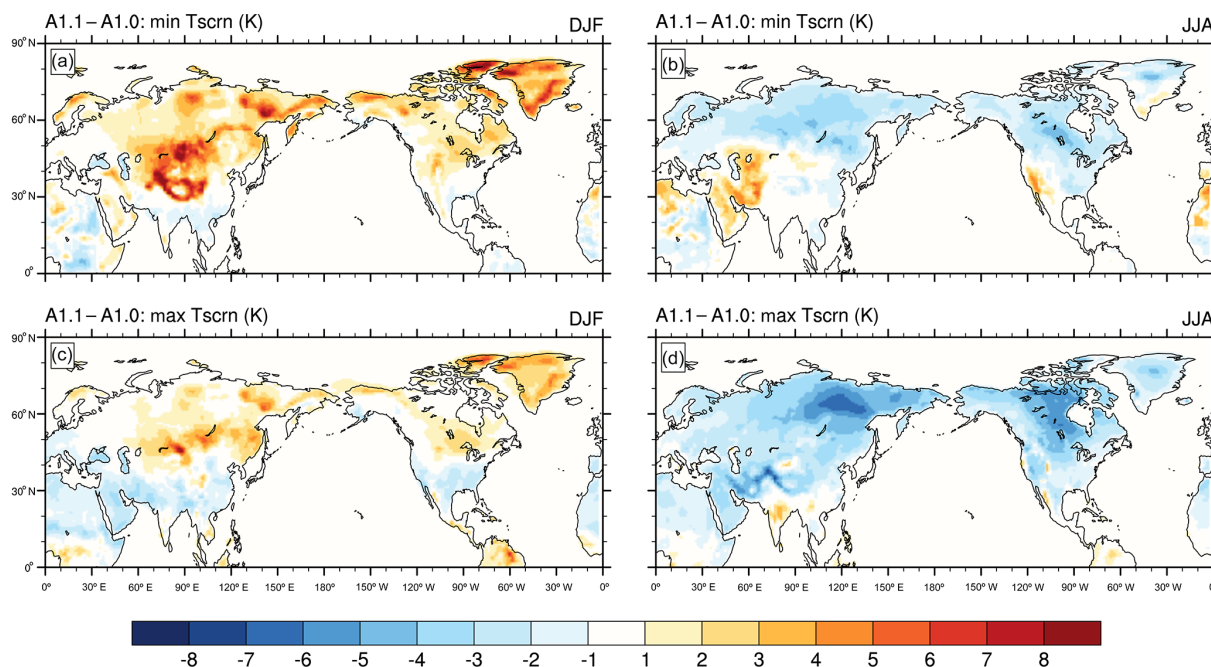 A1.1 – A1.0: min Tscrn (K) DJF
A1.1 – A1.0: min Tscrn (K) JJA
90° N
60° N
30° N
0°
(a)
(b)
A1.1 – A1.0: max Tscrn (K) DJF
A1.1 – A1.0: max Tscrn (K) JJA
90° N
60° N
30° N
0°
(c)
(d)
0° 30° E 60° E 90° E 120° E 150° E 180° 150° W 120° W 90° W 60° W 30° W 0°
0° 30° E 60° E 90° E 120° E 150° E 180° 150° W 120° W 90° W 60° W 30° W 0°
-8 -7 -6 -5 -4 -3 -2 -1 1 2 3 4 5 6 7 8